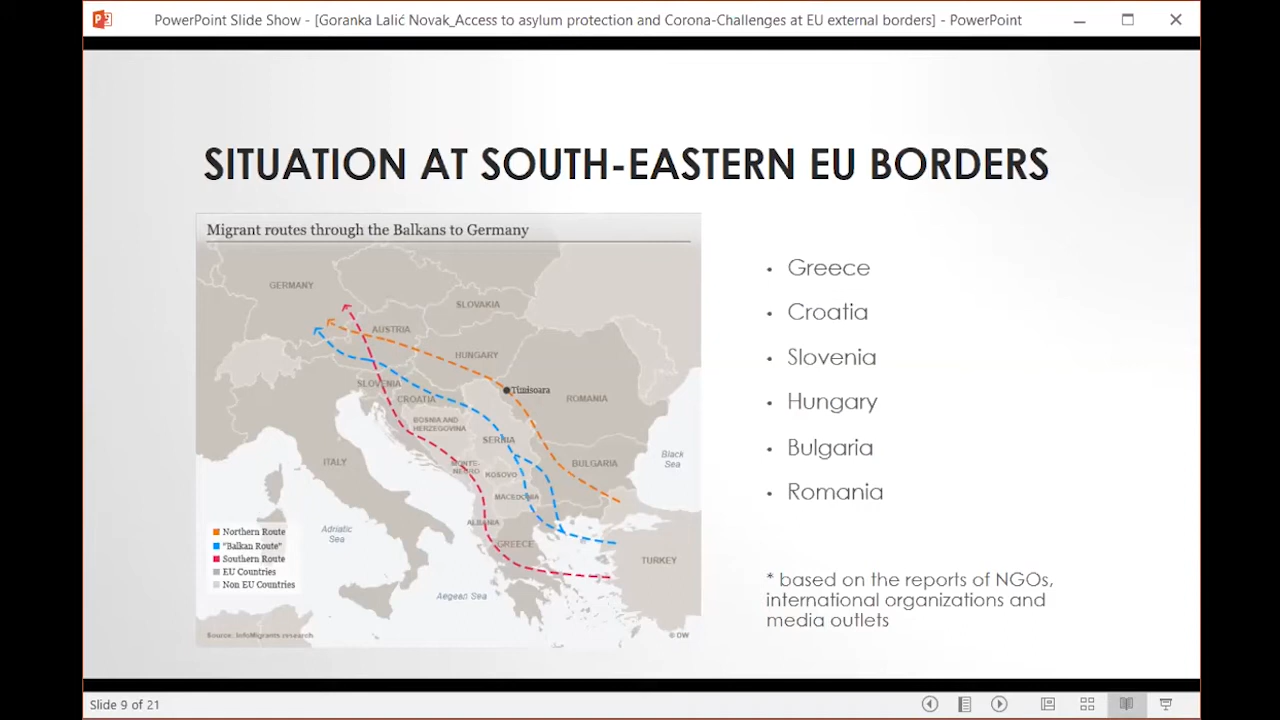 PowerPoint Slide Show - [Goranka Lalić Novak_Access to asylum protection and Corona-Challenges at EU external borders] - PowerPoint
SITUATION AT SOUTH-EASTERN EU BORDERS
Migrant routes through the Balkans to Germany
GERMANY
SLOVAKIA
AUSTRIA
HUNGARY
SLOVENIA
Timisoara
CROATIA
ROMANIA
BOSNIA AND
HERZEGOVINA
SERBIA
ITALY
MONTE-
NEGRO
KOSOVO
BULGARIA
Black
Sea
MACEDONIA
ALBANIA
Adriatic
Sea
GREECE
TURKEY
Aegean Sea
Northern Route
"Balkan Route"
Southern Route
EU Countries
Non EU Countries
Source: InfoMigrants research
© DW
• Greece
• Croatia
• Slovenia
• Hungary
• Bulgaria
• Romania
* based on the reports of NGOs,
international organizations and
media outlets
Slide 9 of 21